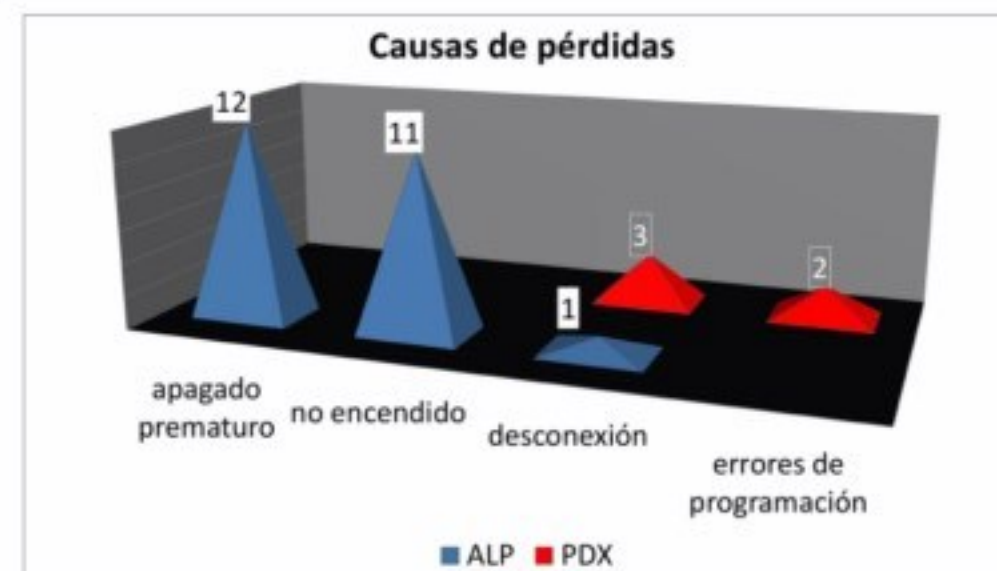 Causas de pérdidas
12
11
3
2
1
apagado
prematuro
no encendido
desconexión
errores de
programación
ALP PDX